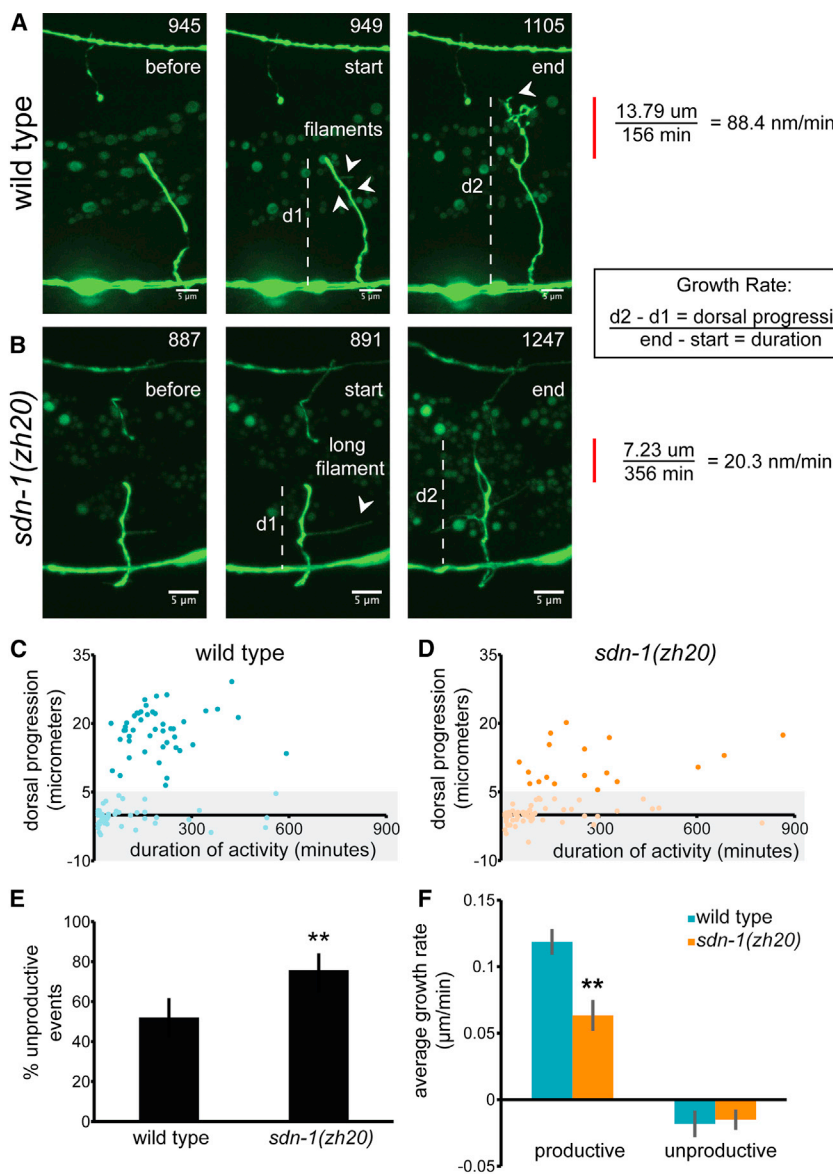 A
wild type
945
before
5 µm
949
start
filaments
d1
5 µm
1105
end
d2
5 µm
13.79 um
156 min
= 88.4 nm/min
Growth Rate:
d2 - d1 = dorsal progressi
end - start = duration
B
sdn-1(zh20)
887
before
5 µm
891
start
long
filament
d1
5 µm
1247
end
d2
5 µm
7.23 um
356 min
= 20.3 nm/min
C
wild type
dorsal progression
(micrometers)
35
20
5
-10
300
600
900
duration of activity (minutes)
D
sdn-1(zh20)
dorsal progression
(micrometers)
35
20
5
-10
300
600
900
duration of activity (minutes)
E
% unproductive
events
100
80
60
40
20
0
**
wild type
sdn-1(zh20)
F
average growth rate
(µm/min)
0.15
0.1
0.05
0
-0.05
wild type
sdn-1(zh20)
**
productive
unproductive